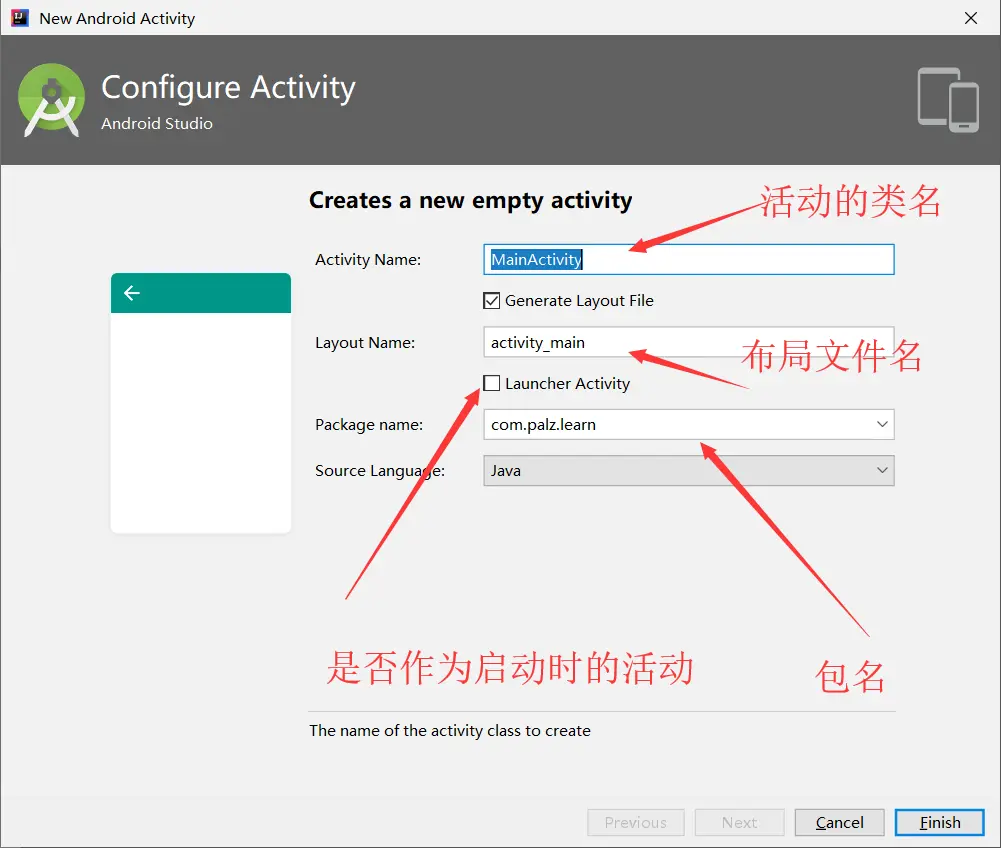 New Android Activity
Configure Activity
Android Studio
Creates a new empty activity
活动的类名
Activity Name:
MainActivity
Generate Layout File
Layout Name:
activity_main
布局文件名
Launcher Activity
Package name:
com.palz.learn
Source Language:
Java
是否作为启动时的活动
包名
The name of the activity class to create
Previous
Next
Cancel
Finish